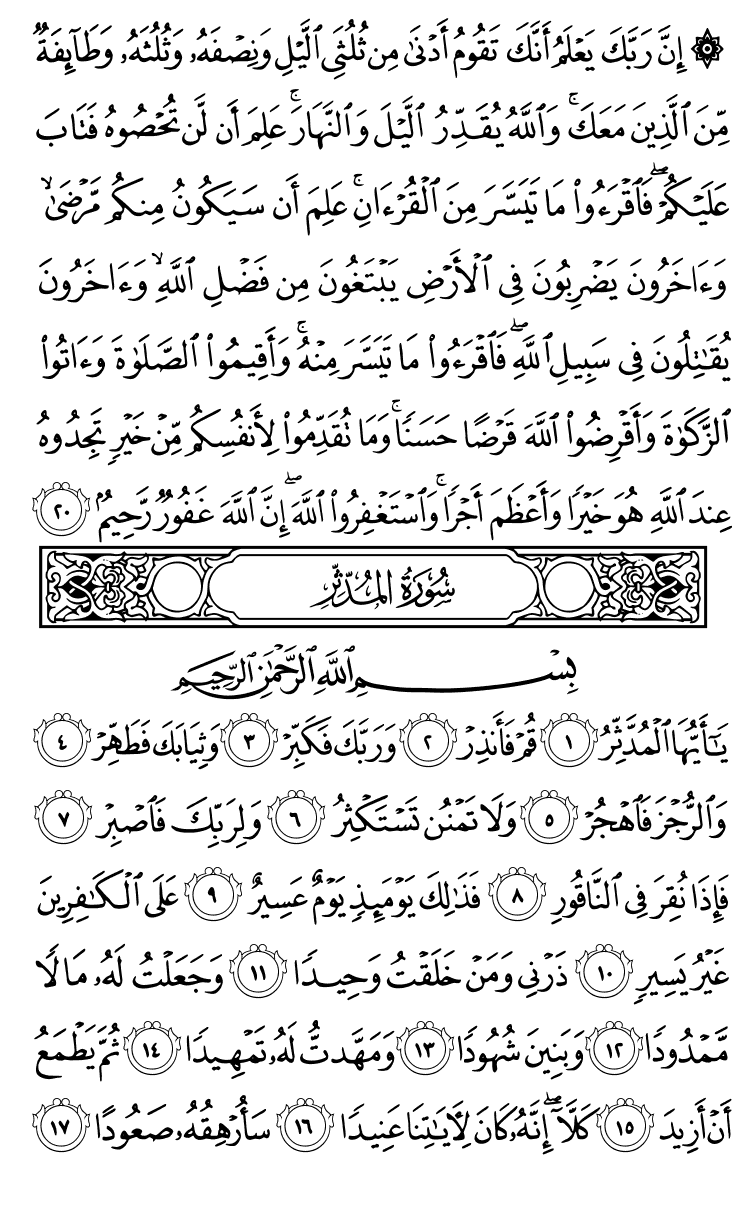 ۞ إِنَّ رَبَّكَ يَعْلَمُ أَنَّكَ تَقُومُ أَدْنَىٰ مِن ثُلُثَيِ ٱلَّيْلِ وَنِصْفَهُۥ وَثُلُثَهُۥ وَطَآئِفَةٌ
مِّنَ ٱلَّذِينَ مَعَكَ ۚ وَٱللَّهُ يُقَدِّرُ ٱلَّيْلَ وَٱلنَّهَارَ ۚ عَلِمَ أَن لَّن تُحْصُوهُ فَتَابَ
عَلَيْكُمْ ۖ فَٱقْرَءُوا۟ مَا تَيَسَّرَ مِنَ ٱلْقُرْءَانِ ۚ عَلِمَ أَن سَيَكُونُ مِنكُم مَّرْضَىٰ ۙ
وَءَاخَرُونَ يَضْرِبُونَ فِى ٱلْأَرْضِ يَبْتَغُونَ مِن فَضْلِ ٱللَّهِ ۙ وَءَاخَرُونَ
يُقَٰتِلُونَ فِى سَبِيلِ ٱللَّهِ ۖ فَٱقْرَءُوا۟ مَا تَيَسَّرَ مِنْهُ ۚ وَأَقِيمُوا۟ ٱلصَّلَوٰةَ وَءَاتُوا۟
ٱلزَّكَوٰةَ وَأَقْرِضُوا۟ ٱللَّهَ قَرْضًا حَسَنًا ۚ وَمَا تُقَدِّمُوا۟ لِأَنفُسِكُم مِّنْ خَيْرٍ تَجِدُوهُ
عِندَ ٱللَّهِ هُوَ خَيْرًا وَأَعْظَمَ أَجْرًا ۚ وَٱسْتَغْفِرُوا۟ ٱللَّهَ ۖ إِنَّ ٱللَّهَ غَفُورٌ رَّحِيمٌۢ ٢٠
سُورَةُ المُدَّثِّرِ
بِسْمِ ٱللَّهِ ٱلرَّحْمَٰنِ ٱلرَّحِيمِ
يَٰٓأَيُّهَا ٱلْمُدَّثِّرُ ١ قُمْ فَأَنذِرْ ٢ وَرَبَّكَ فَكَبِّرْ ٣ وَثِيَابَكَ فَطَهِّرْ ٤
وَٱلرُّجْزَ فَٱهْجُرْ ٥ وَلَا تَمْنُن تَسْتَكْثِرُ ٦ وَلِرَبِّكَ فَٱصْبِرْ ٧
فَإِذَا نُقِرَ فِى ٱلنَّاقُورِ ٨ فَذَٰلِكَ يَوْمَئِذٍ يَوْمٌ عَسِيرٌ ٩ عَلَى ٱلْكَٰفِرِينَ
غَيْرُ يَسِيرٍ ١٠ ذَرْنِى وَمَنْ خَلَقْتُ وَحِيدًا ١١ وَجَعَلْتُ لَهُۥ مَالًا
مَّمْدُودًا ١٢ وَبَنِينَ شُهُودًا ١٣ وَمَهَّدتُّ لَهُۥ تَمْهِيدًا ١٤ ثُمَّ يَطْمَعُ
أَنْ أَزِيدَ ١٥ كَلَّآ ۖ إِنَّهُۥ كَانَ لِءَايَٰتِنَا عَنِيدًا ١٦ سَأُرْهِقُهُۥ صَعُودًا ١٧